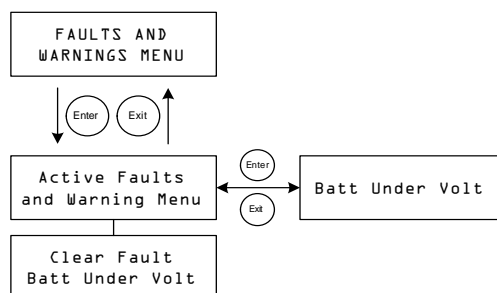 FAULTS AND
WARNINGS MENU
Enter
Exit
Active Faults
and Warning Menu
Enter
Exit
Batt Under Volt
Clear Fault
Batt Under Volt